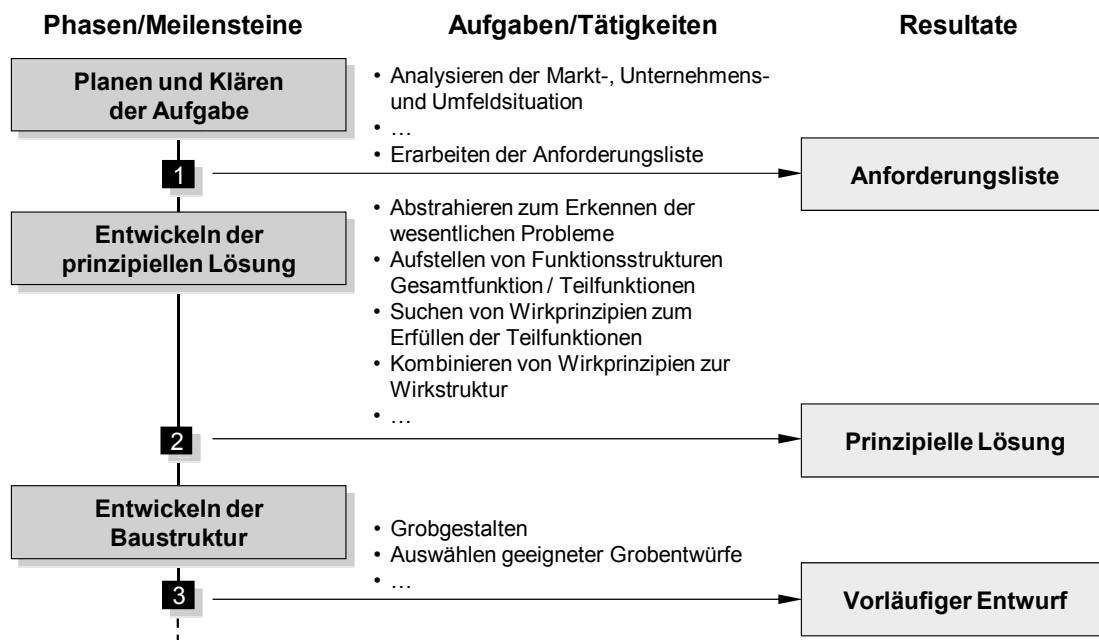 Phasen/Meilensteine
Aufgaben/Tätigkeiten
Resultate
Planen und Klären
der Aufgabe
• Analysieren der Markt-, Unternehmens-
und Umfeldsituation
• …
• Erarbeiten der Anforderungsliste
1
Anforderungsliste
Entwickeln der
prinzipiellen Lösung
• Abstrahieren zum Erkennen der
wesentlichen Probleme
• Aufstellen von Funktionsstrukturen
Gesamtfunktion / Teilfunktionen
• Suchen von Wirkprinzipien zum
Erfüllen der Teilfunktionen
• Kombinieren von Wirkprinzipien zur
Wirkstruktur
• …
2
Prinzipielle Lösung
Entwickeln der
Baustruktur
• Grobgestalten
• Auswählen geeigneter Grobentwürfe
• …
3
Vorläufiger Entwurf